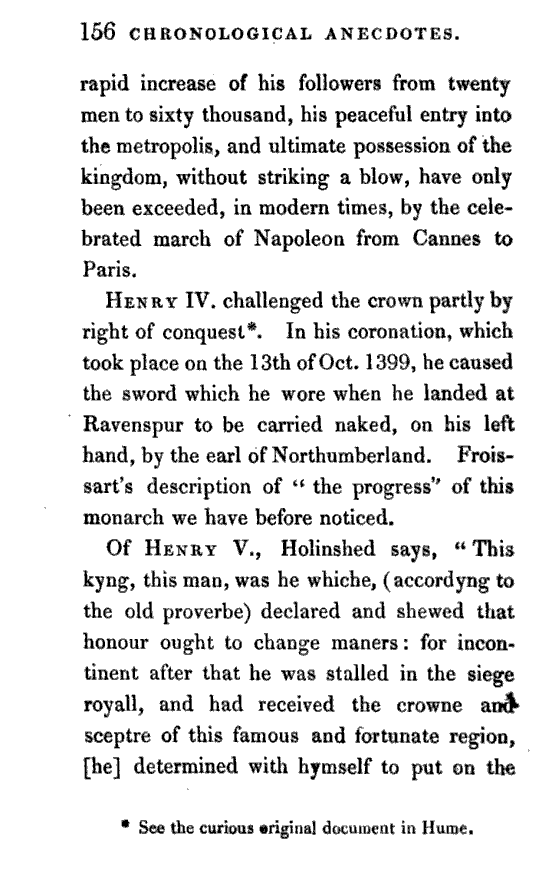 156 CHRONOLOGICAL ANECDOTES.
rapid increase of his followers from twenty
men to sixty thousand, his peaceful entry into
the metropolis, and ultimate possession of the
kingdom, without striking a blow, have only
been exceeded, in modern times, by the cele-
brated march of Napoleon from Cannes to
Paris.
HENRY IV. challenged the crown partly by
right of conquest*. In his coronation, which
took place on the 13th of Oct. 1399, he caused
the sword which he wore when he landed at
Ravenspur to be carried naked, on his left
hand, by the earl of Northumberland. Frois-
sart's description of “ the progress” of this
monarch we have before noticed.
Of HENRY V., Holinshed says, “ This
kyng, this man, was he whiche, (accordyng to
the old proverbe) declared and shewed that
honour ought to change maners : for incon-
tinent after that he was stalled in the siege
royall, and had received the crowne and
sceptre of this famous and fortunate region,
[he] determined with hymself to put on the
* See the curious original document in Hume.